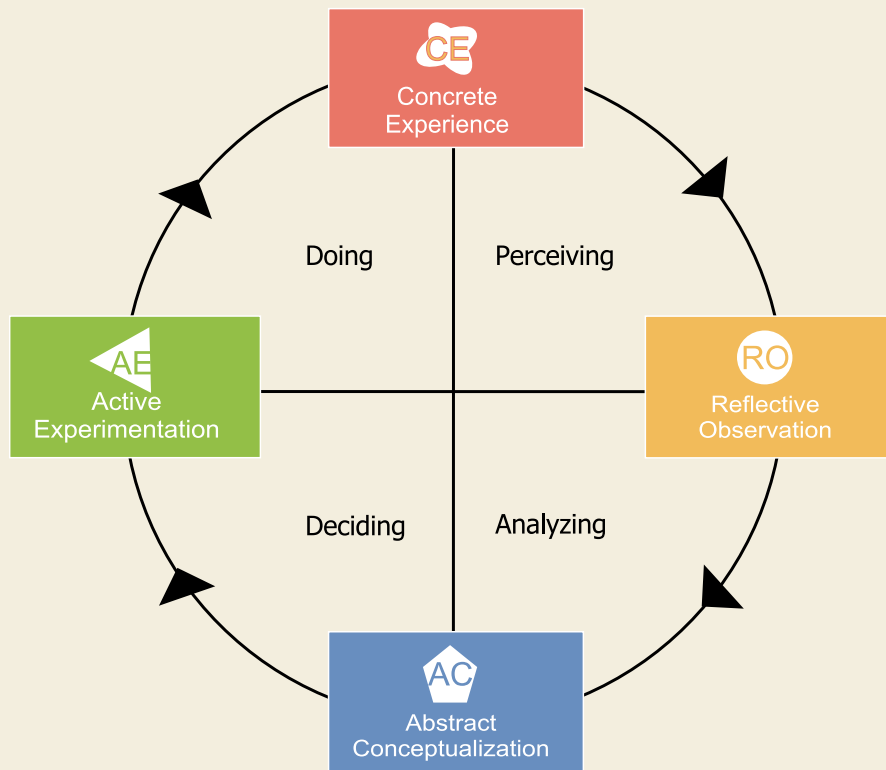 CE
Concrete
Experience
Doing
Perceiving
AE
Active
Experimentation
RO
Reflective
Observation
Deciding
Analyzing
AC
Abstract
Conceptualization